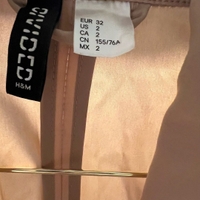 DIVIDED
H&M
EUR 32
US 2
CA 2
CN 155/76A
MX 2